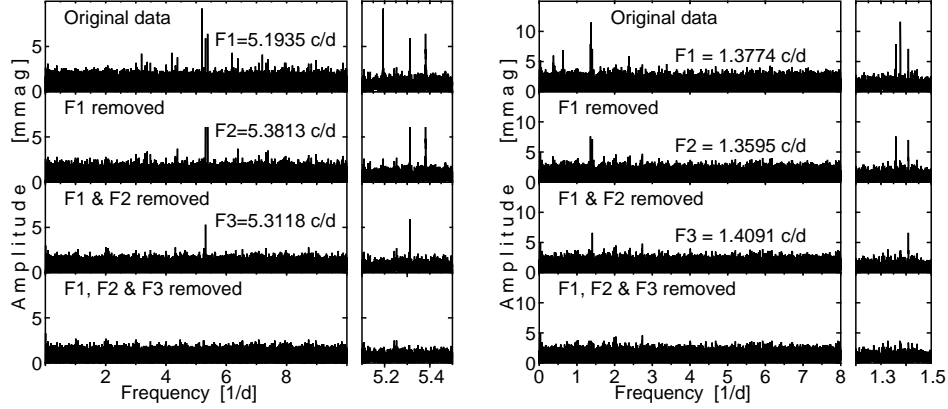 Original data
F1=5.1935 c/d
F1 removed
F2=5.3813 c/d
F1 & F2 removed
F3=5.3118 c/d
F1, F2 & F3 removed
Amplitude [mmag]
5
0
5
0
5
0
5
0
2 4 6 8
5.2 5.4
Frequency [1/d]
Original data
F1 = 1.3774 c/d
F1 removed
F2 = 1.3595 c/d
F1 & F2 removed
F3 = 1.4091 c/d
F1, F2 & F3 removed
Amplitude [mmag]
15
10
5
0
10
5
0
10
5
0
10
5
0
0 1 2 3 4 5 6 7 8
1.3 1.5
Frequency [1/d]